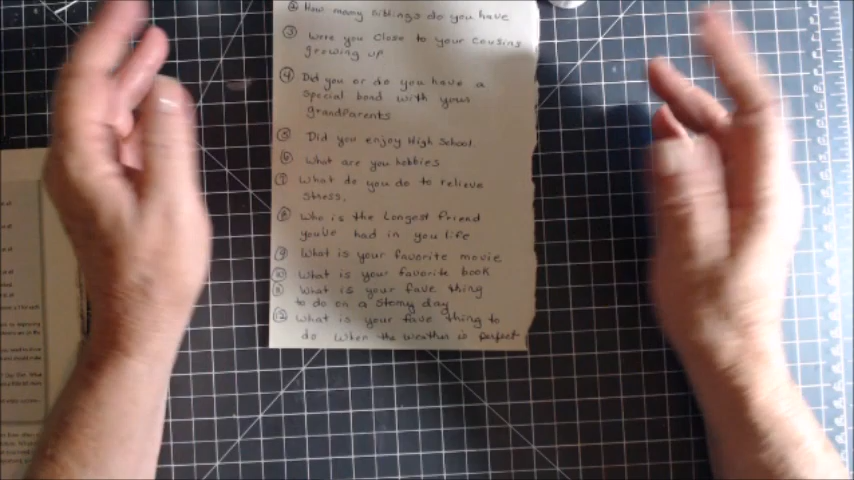 ② How many siblings do you have
③ Were you close to your cousins
growing up
④ Did you or do you have a
special bond with your
grandparents
⑤ Did you enjoy High School.
⑥ What are you hobbies
⑦ What do you do to relieve
stress,
⑧ Who is the Longest friend
you've had in you life
⑨ What is your favorite movie
⑩ What is your favorite book
⑪ What is your fave thing
to do on a stomy day
⑫ What is your fave thing to
do When the weather is perfect